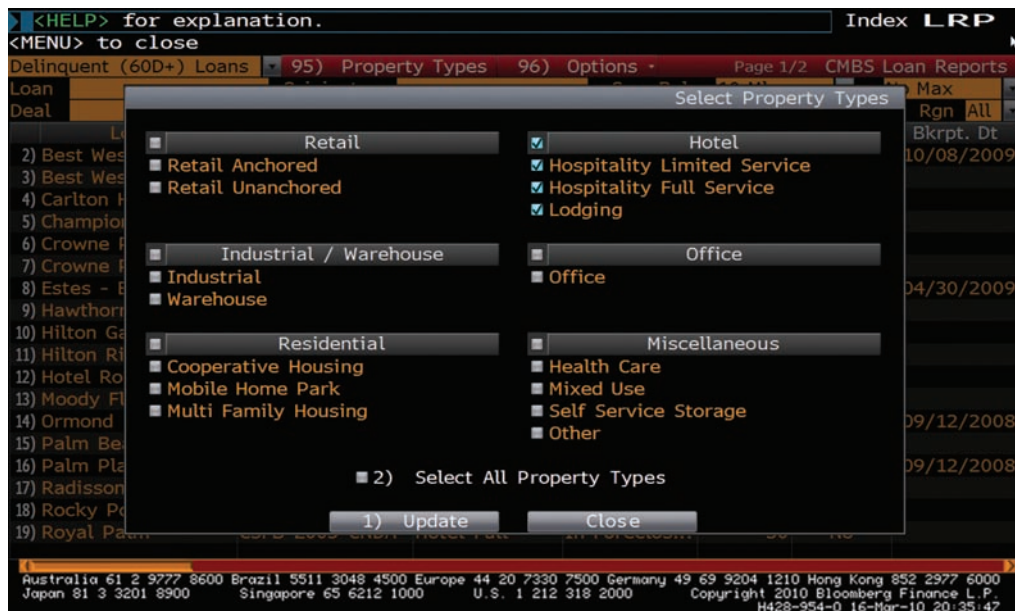 <HELP> for explanation. Index LRP
<MENU> to close
Delinquent (60D+) Loans 95) Property Types 96) Options Page 1/2 CMBS Loan Reports
Loan No Max
Deal Rgn All
Select Property Types
Bkrpt. Dt
Retail Hotel
2) Best Wes Retail Anchored Hospitality Limited Service 10/08/2009
3) Best Wes Retail Unanchored Hospitality Full Service
4) Carlton H Lodging
5) Champion
6) Crowne P Industrial / Warehouse Office
7) Crowne P Industrial Office
8) Estes - Warehouse 04/30/2009
9) Hawthorn
10) Hilton Ga
11) Hilton Ri Residential Miscellaneous
12) Hotel Ro Cooperative Housing Health Care
13) Moody Fl Mobile Home Park Mixed Use
14) Ormond Multi Family Housing Self Service Storage 09/12/2008
15) Palm Bea Other
16) Palm Pla 09/12/2008
17) Radisson 2) Select All Property Types
18) Rocky Po 1) Update Close
19) Royal Palm
Australia 61 2 9777 8600 Brazil 5511 3048 4500 Europe 44 20 7330 7500 Germany 49 69 9204 1210 Hong Kong 852 2977 6000
Japan 81 3 3201 8900 Singapore 65 6212 1000 U.S. 1 212 318 2000 Copyright 2010 Bloomberg Finance L.P.
H428-954-0 16-Mar-10 20:35:47